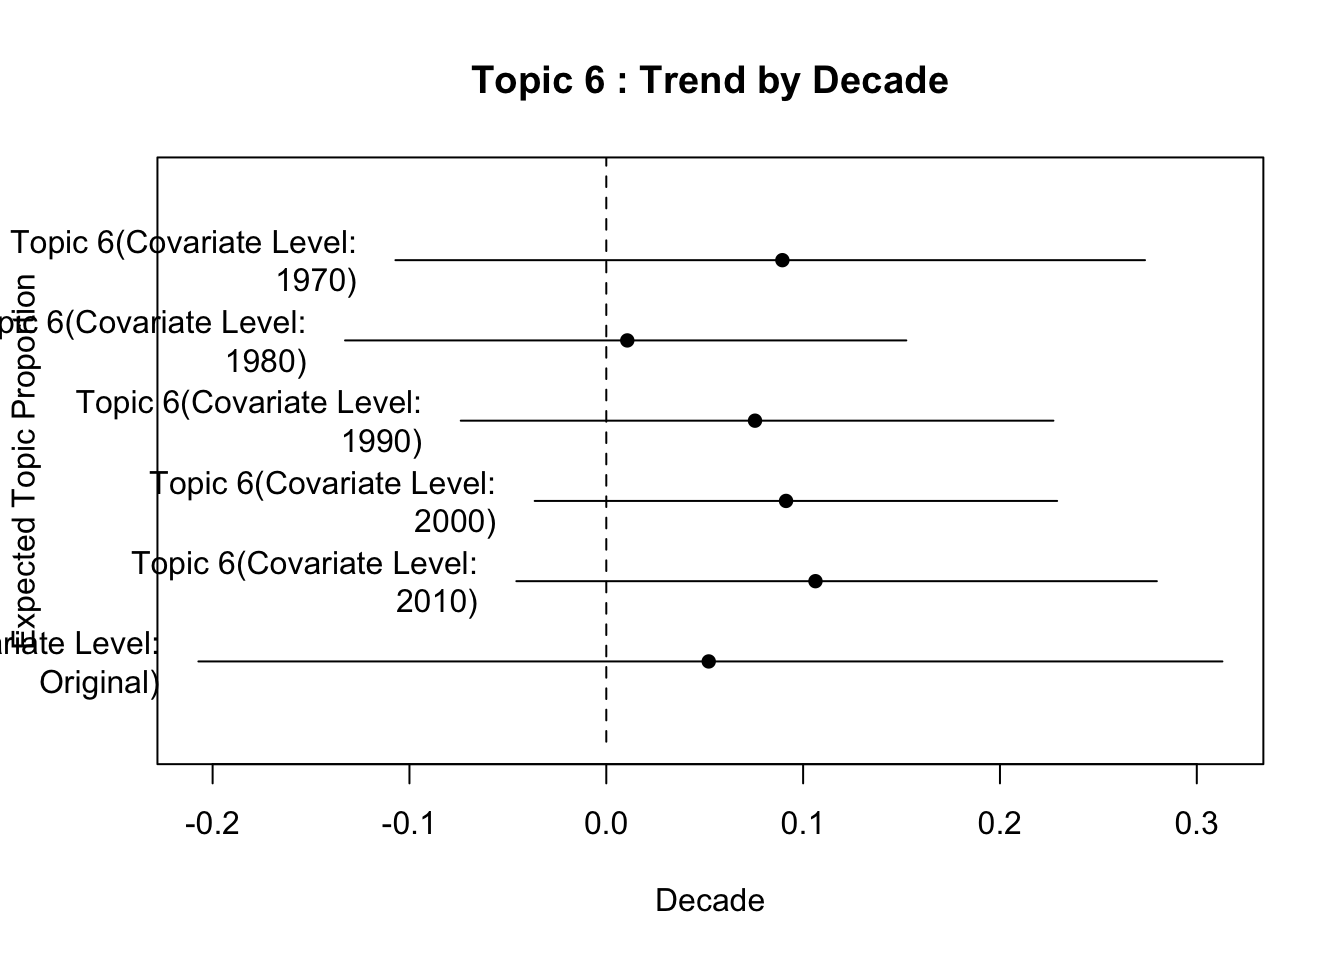 Topic 6 : Trend by Decade
Topic 6(Covariate Level:
1970)
6(Covariate Level:
1980)
Topic 6(Covariate Level:
1990)
Topic 6(Covariate Level:
2000)
Topic 6(Covariate Level:
2010)
Level:
Original)
Expected Topic Proportion
-0.2
-0.1
0.0
0.1
0.2
0.3
Decade